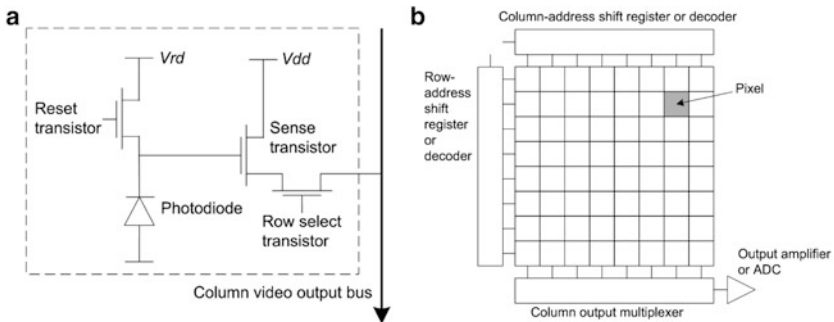 a
Vrd
Vdd
Reset
transistor
Sense
transistor
Photodiode
Row select
transistor
Column video output bus
b
Column-address shift register or decoder
Row-
address
shift
register
or
decoder
Pixel
Output amplifier
or ADC
Column output multiplexer